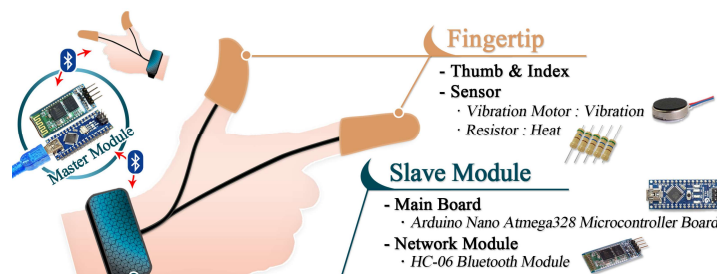 Fingertip
- Thumb & Index
- Sensor
· Vibration Motor : Vibration
· Resistor : Heat
Master Module
Slave Module
- Main Board
· Arduino Nano Atmega328 Microcontroller Board
- Network Module
· HC-06 Bluetooth Module